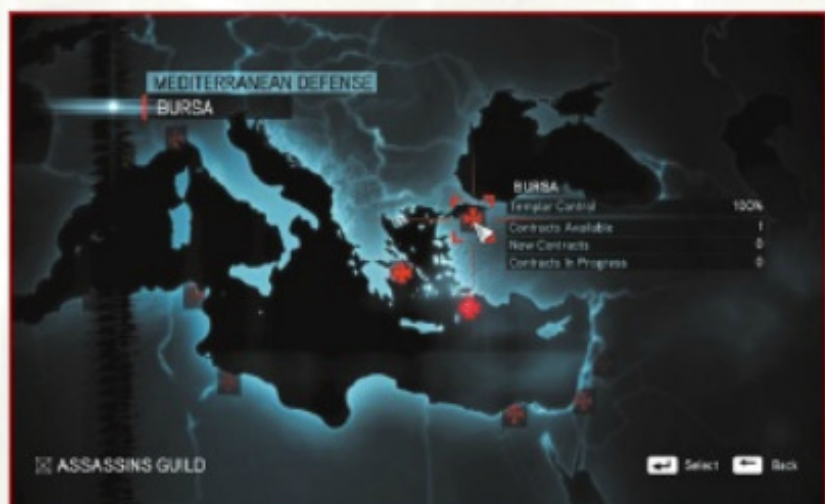 MEDITERRANEAN DEFENSE
BURSA
BURSA
Templar Control 100%
Contracts Available 1
New Contracts 0
Contracts In Progress 0
ASSASSINS GUILD
Select Back